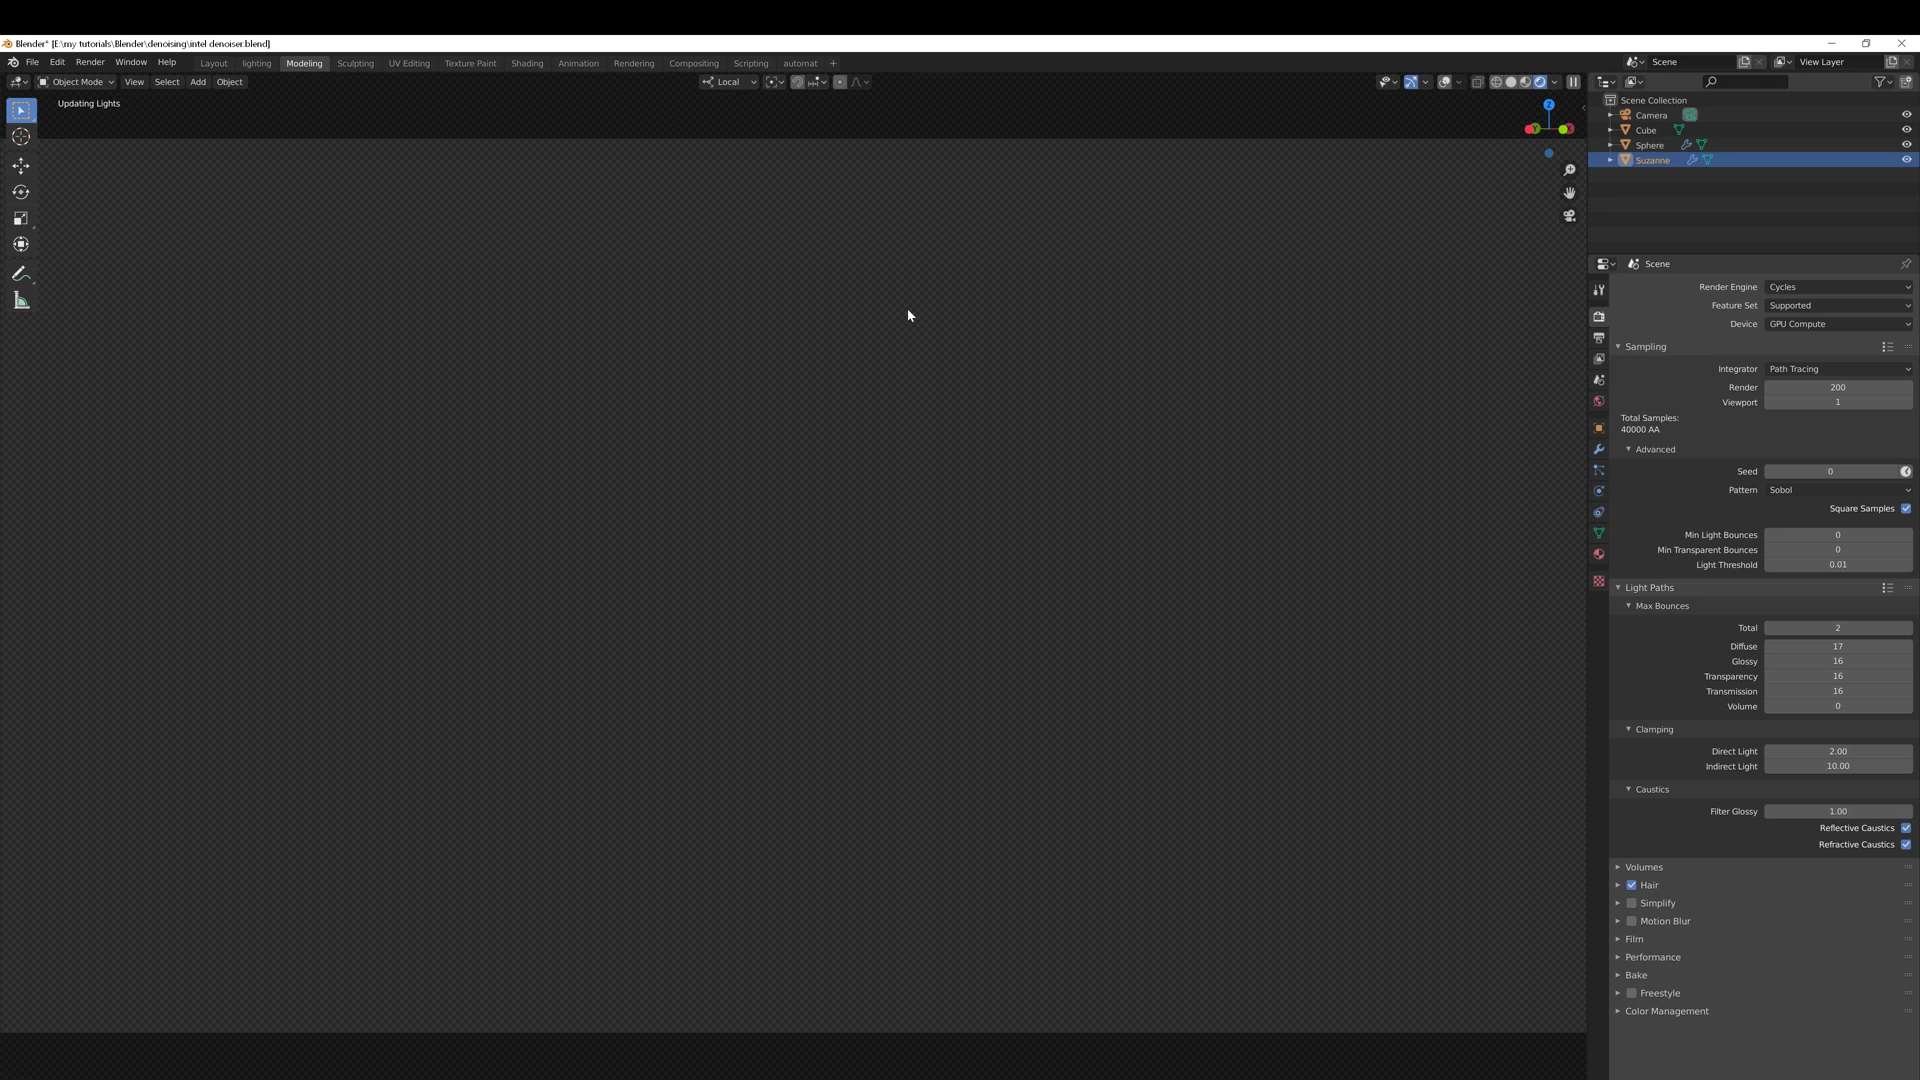 Blender* [E:\my tutorials\Blender\denoising\intel denoiser.blend]
File Edit Render Window Help Layout lighting Modeling Sculpting UV Editing Texture Paint Shading Animation Rendering Compositing Scripting automat + Scene View Layer
Object Mode View Select Add Object Local
Updating Lights
Z
Y
Scene Collection
Camera
Cube
Sphere
Suzanne
Scene
Render Engine Cycles
Feature Set Supported
Device GPU Compute
Sampling
Integrator Path Tracing
Render 200
Viewport 1
Total Samples:
40000 AA
Advanced
Seed 0
Pattern Sobol
Square Samples
Min Light Bounces 0
Min Transparent Bounces 0
Light Threshold 0.01
Light Paths
Max Bounces
Total 2
Diffuse 17
Glossy 16
Transparency 16
Transmission 16
Volume 0
Clamping
Direct Light 2.00
Indirect Light 10.00
Caustics
Filter Glossy 1.00
Reflective Caustics
Refractive Caustics
Volumes
Hair
Simplify
Motion Blur
Film
Performance
Bake
Freestyle
Color Management